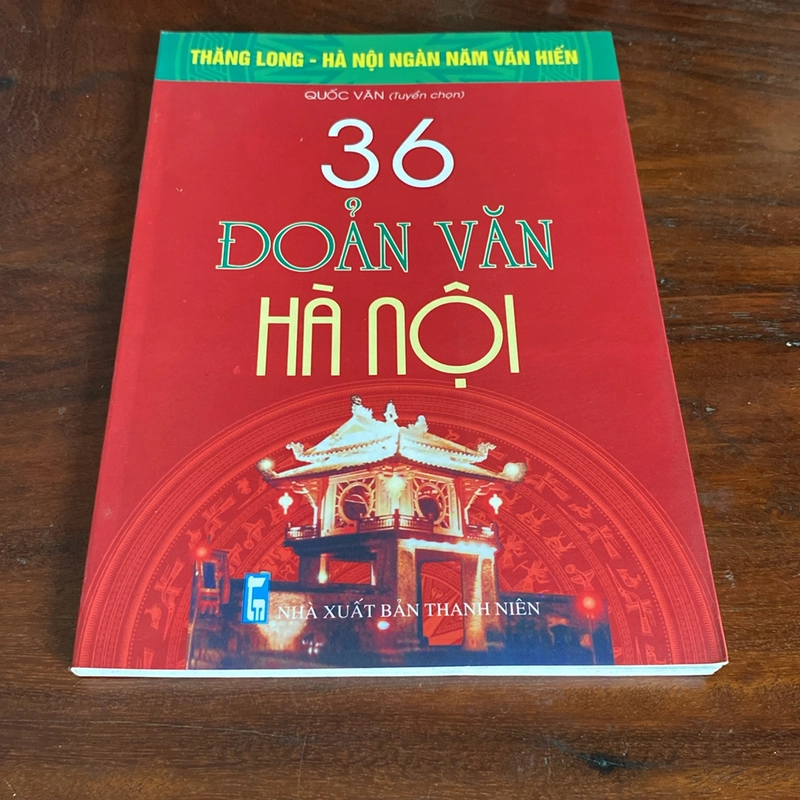 THĂNG LONG - HÀ NỘI NGÀN NĂM VĂN HIẾN
QUỐC VĂN (Tuyển chọn)
36
ĐOẢN VĂN
HÀ NỘI
NHÀ XUẤT BẢN THANH NIÊN